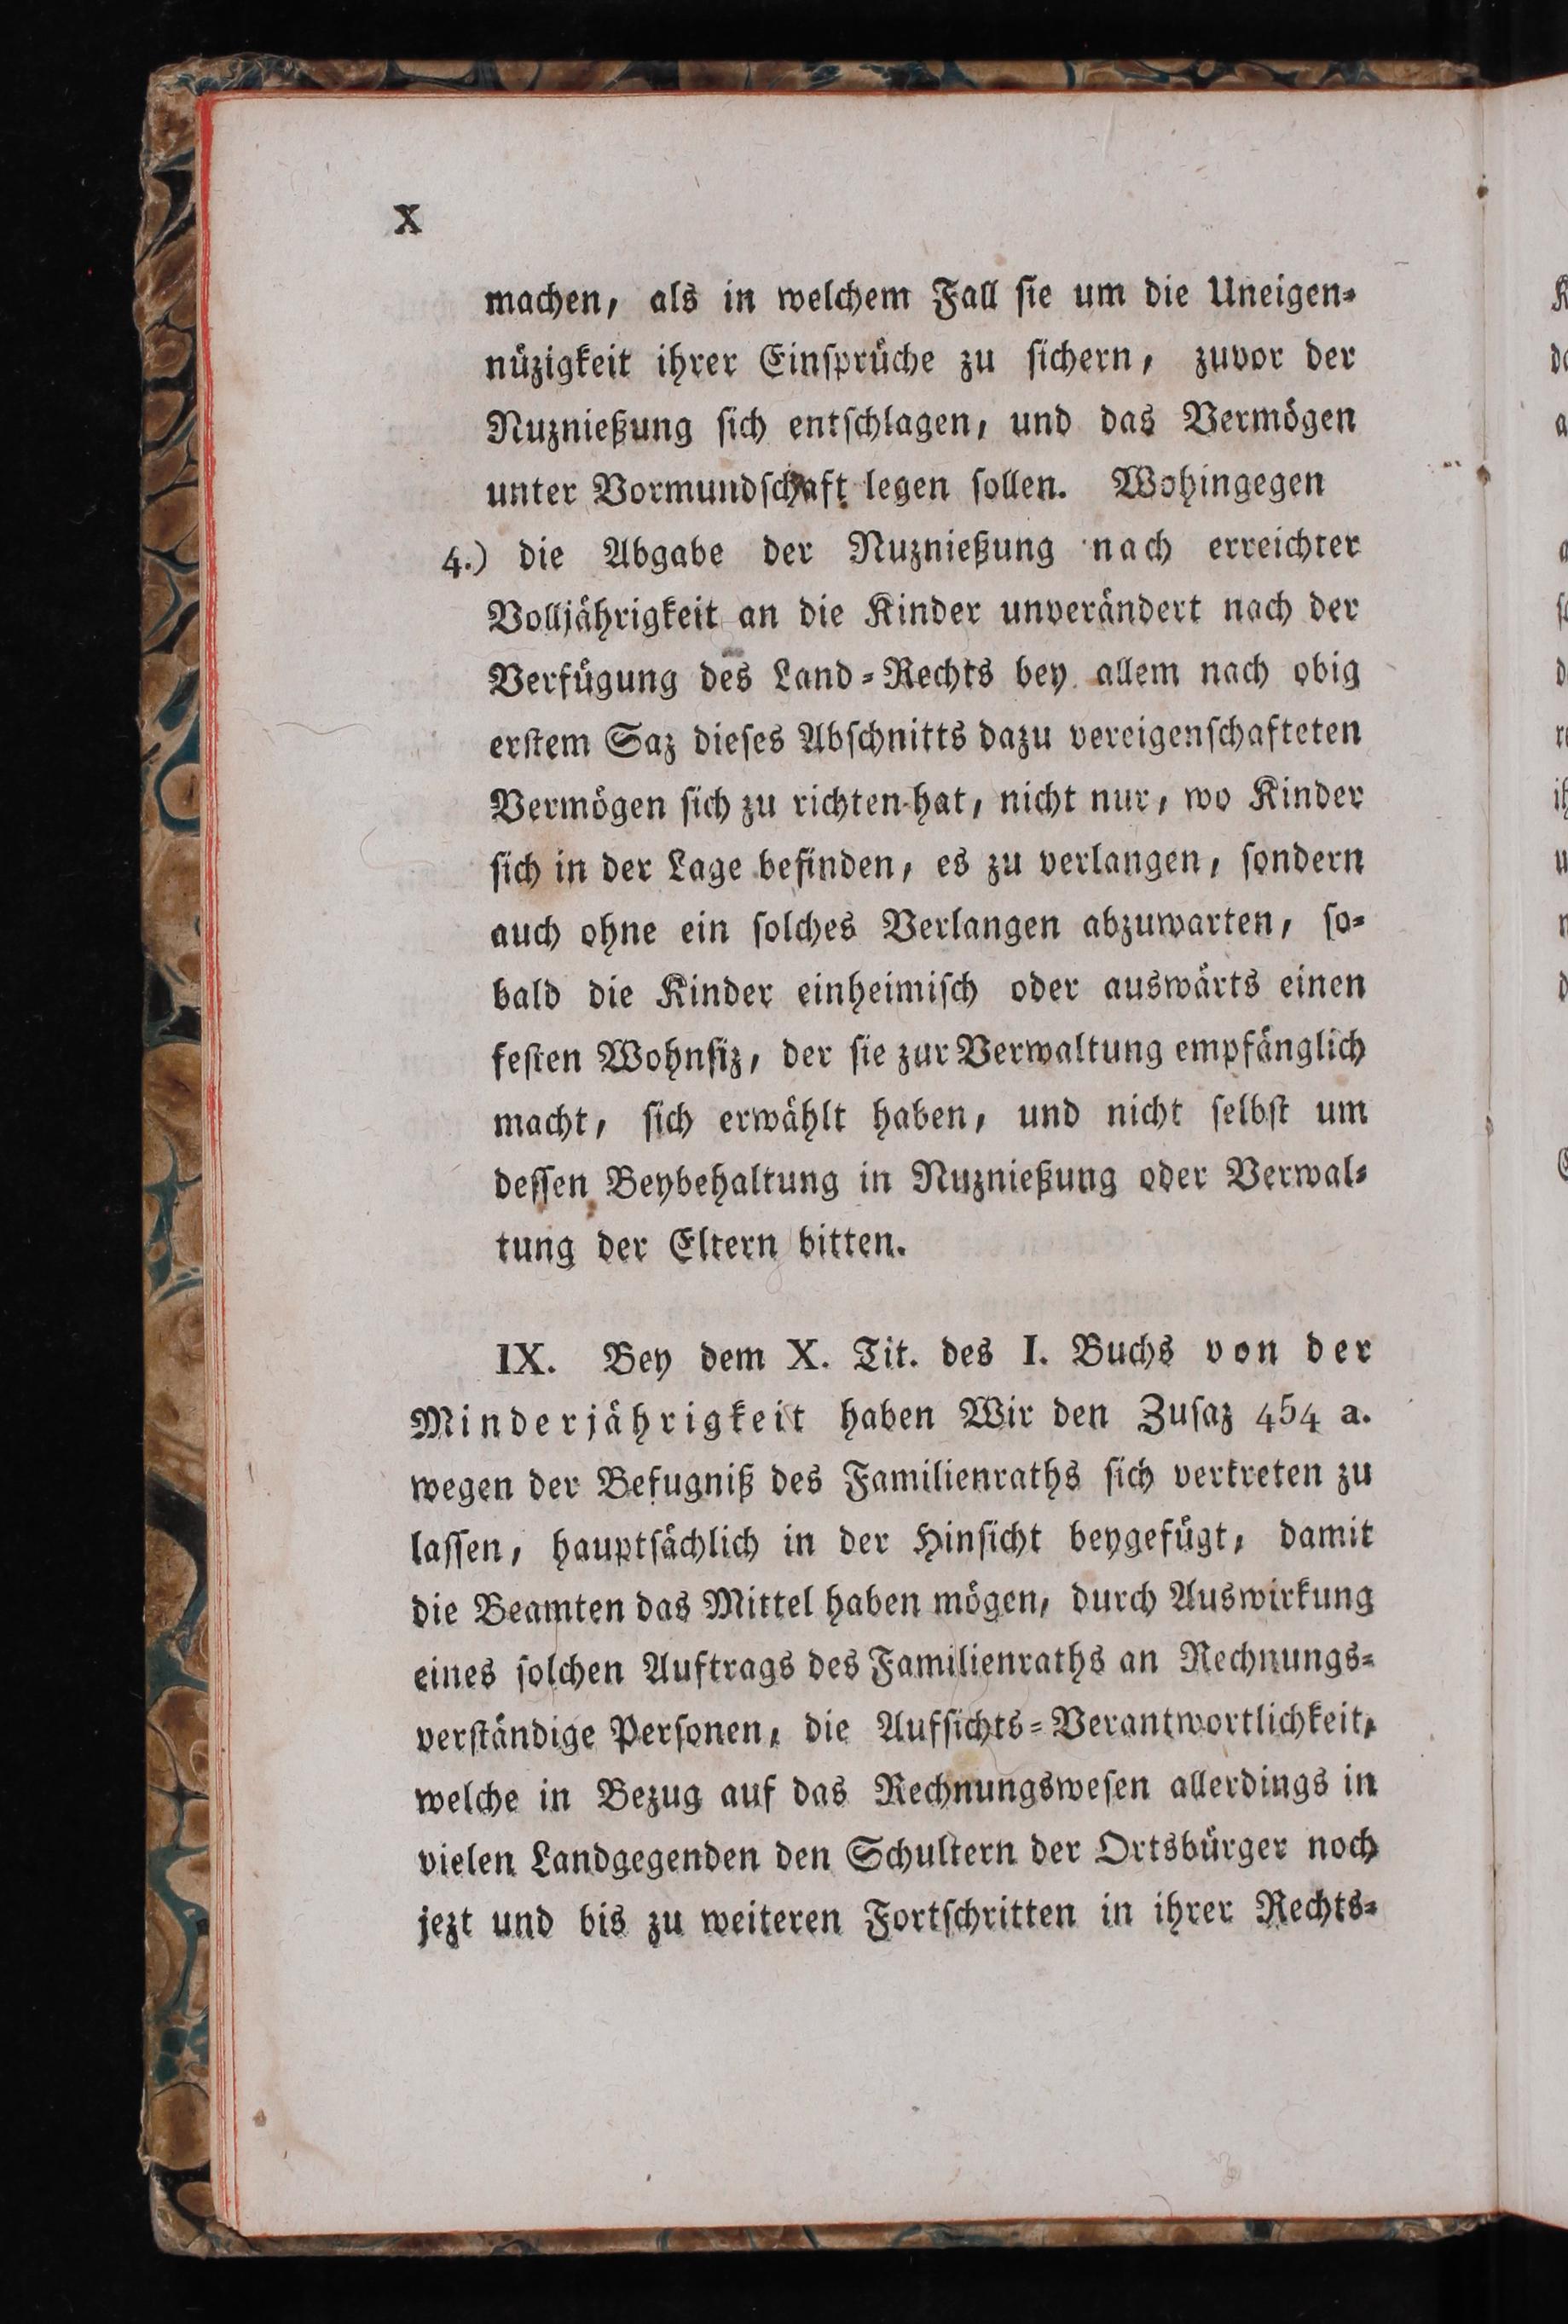 X
machen, als in welchem Fall sie um die Uneigen-
nüzigkeit ihrer Einsprüche zu sichern, zuvor der
Nuznießung sich entschlagen, und das Vermögen
unter Vormundschaft legen sollen. Wohingegen
4.) die Abgabe der Nuznießung nach erreichter
Volljährigkeit an die Kinder unverändert nach der
Verfügung des Land-Rechts bey allem nach obig
erstem Saz dieses Abschnitts dazu vereigenschafteten
Vermögen sich zu richten hat, nicht nur, wo Kinder
sich in der Lage befinden, es zu verlangen, sondern
auch ohne ein solches Verlangen abzuwarten, so-
bald die Kinder einheimisch oder auswärts einen
festen Wohnsiz, der sie zur Verwaltung empfänglich
macht, sich erwählt haben, und nicht selbst um
dessen Beybehaltung in Nuznießung oder Verwal-
tung der Eltern bitten.
IX. Bey dem X. Tit. des I. Buchs von der
Minderjährigkeit haben Wir den Zusaz 454 a.
wegen der Befugniß des Familienraths sich vertreten zu
lassen, hauptsächlich in der Hinsicht beygefügt, damit
die Beamten das Mittel haben mögen, durch Auswirkung
eines solchen Auftrags des Familienraths an Rechnungs-
verständige Personen, die Aufsichts-Verantwortlichkeit,
welche in Bezug auf das Rechnungswesen allerdings in
vielen Landgegenden den Schultern der Ortsbürger noch
jezt und bis zu weiteren Fortschritten in ihrer Rechts-